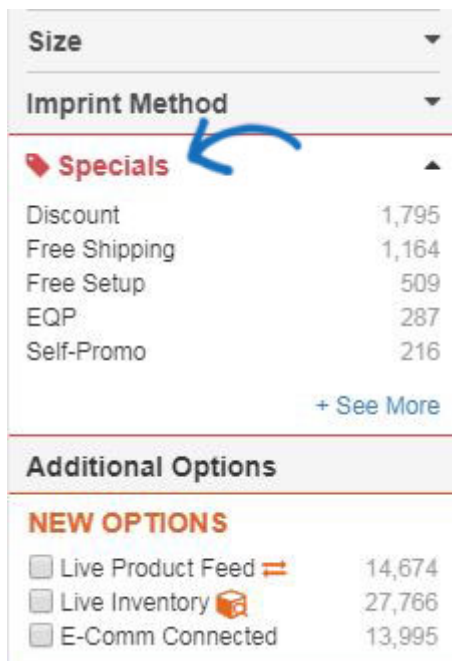 Size
Imprint Method
Specials
Discount 1,795
Free Shipping 1,164
Free Setup 509
EQP 287
Self-Promo 216
+ See More
Additional Options
NEW OPTIONS
Live Product Feed 14,674
Live Inventory 27,766
E-Comm Connected 13,995